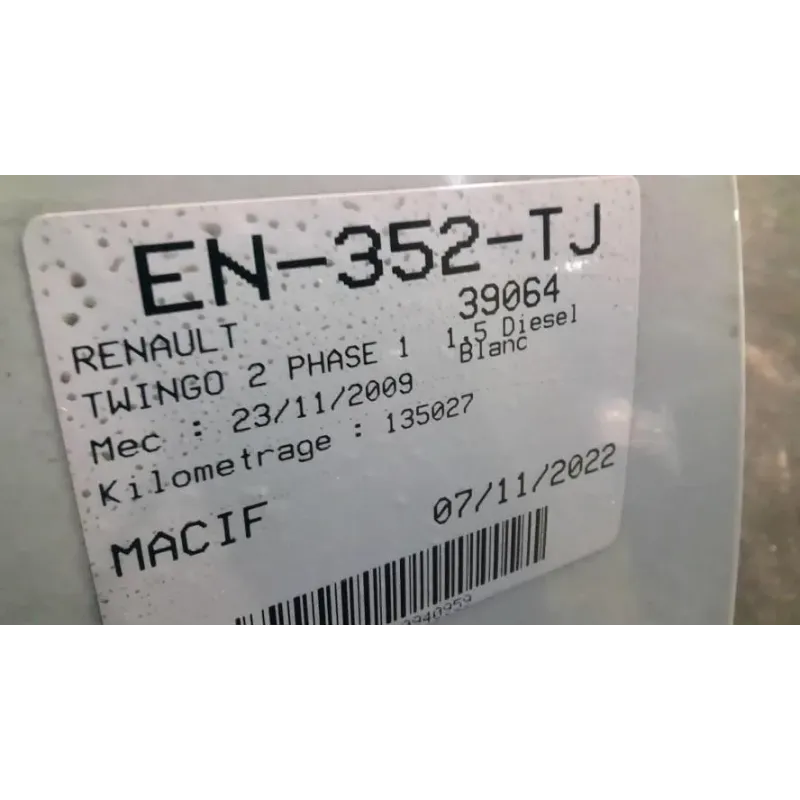 EN-352-TJ
RENAULT 39064
TWINGO 2 PHASE 1 1.5 Diesel
Mec : 23/11/2009 Blanc
Kilometrage : 135027
MACIF 07/11/2022